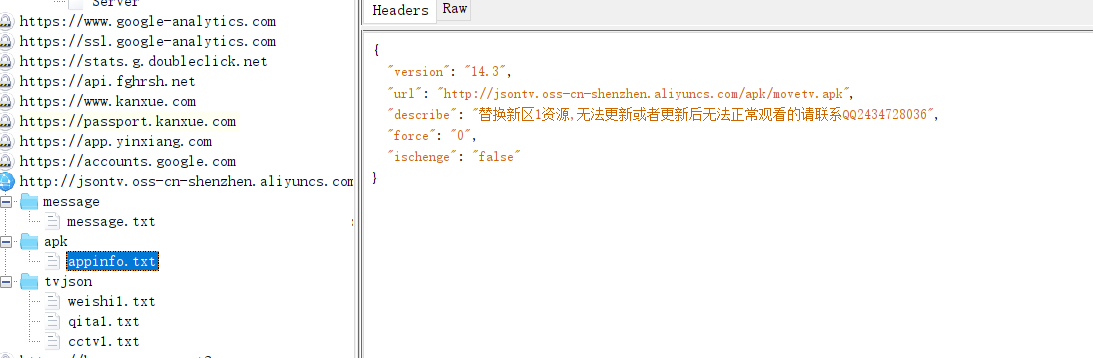 Server
https://www.google-analytics.com
https://ssl.google-analytics.com
https://stats.g.doubleclick.net
https://api.fghrsh.net
https://www.kanxue.com
https://passport.kanxue.com
https://app.yinxiang.com
https://accounts.google.com
http://jsontv.oss-cn-shenzhen.aliyuncs.com
message
message.txt
apk
appinfo.txt
tvjson
weishi1.txt
qita1.txt
cctv1.txt
Headers Raw
{
"version": "14.3",
"url": "http://jsontv.oss-cn-shenzhen.aliyuncs.com/apk/movetv.apk",
"describe": "替换新区1资源,无法更新或者更新后无法正常观看的请联系QQ2434728036",
"force": "0",
"ischenge": "false"
}